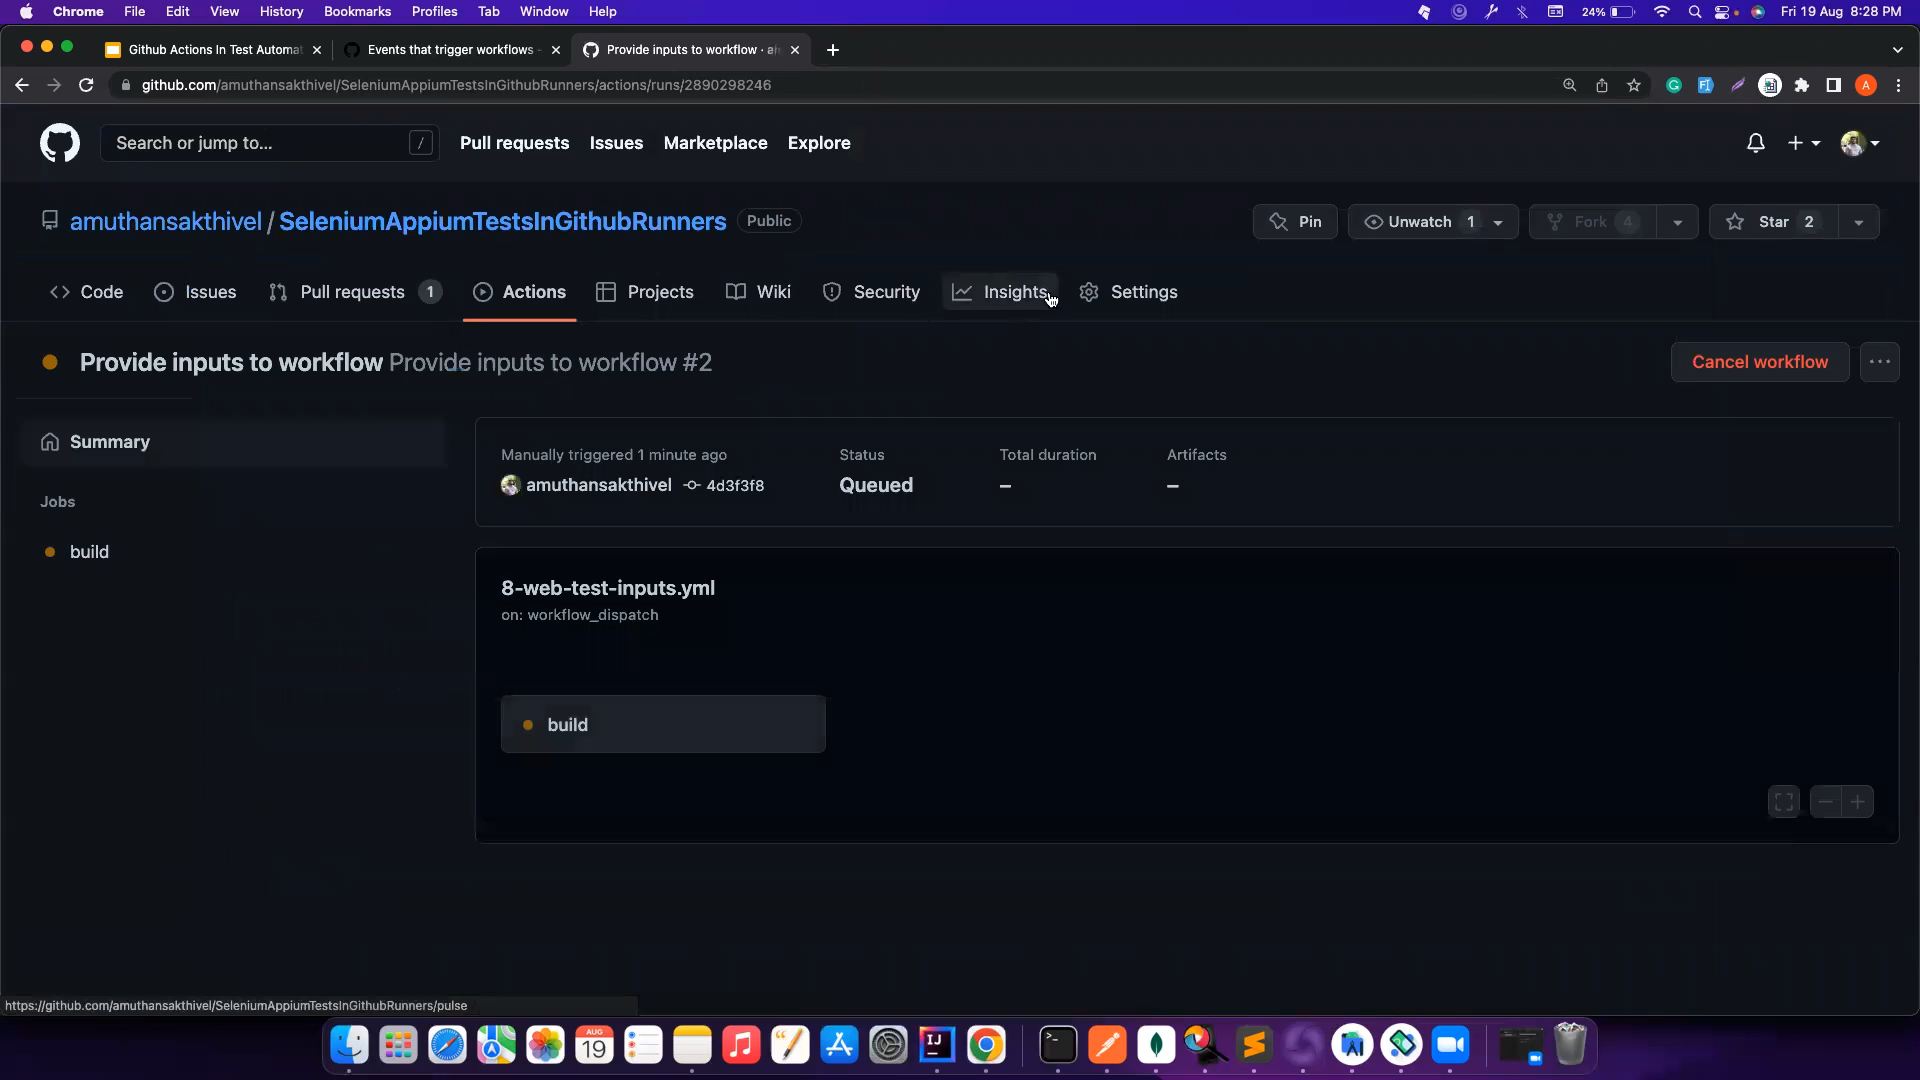 Chrome File Edit View History Bookmarks Profiles Tab Window Help 24% Fri 19 Aug 8:28 PM
Github Actions In Test Automat Events that trigger workflows - Provide inputs to workflow · a
github.com/amuthansakthivel/SeleniumAppiumTestsInGithubRunners/actions/runs/2890298246 A
Search or jump to... / Pull requests Issues Marketplace Explore
amuthansakthivel / SeleniumAppiumTestsInGithubRunners Public Pin Unwatch 1 Fork 4 Star 2
Code Issues Pull requests 1 Actions Projects Wiki Security Insights Settings
Provide inputs to workflow Provide inputs to workflow #2 Cancel workflow
Summary
Manually triggered 1 minute ago Status Total duration Artifacts
amuthansakthivel 4d3f3f8 Queued – –
Jobs
build
8-web-test-inputs.yml
on: workflow_dispatch
build
https://github.com/amuthansakthivel/SeleniumAppiumTestsInGithubRunners/pulse
AUG
19
IJ